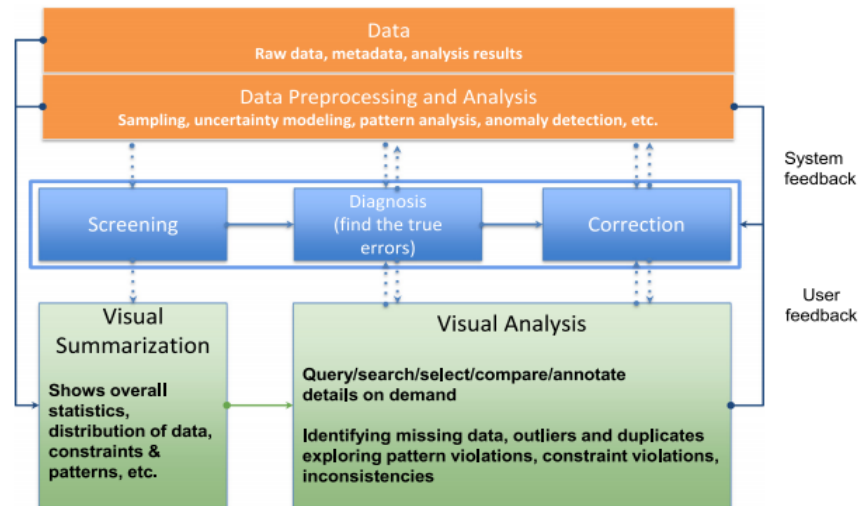 Data
Raw data, metadata, analysis results
Data Preprocessing and Analysis
Sampling, uncertainty modeling, pattern analysis, anomaly detection, etc.
System
feedback
Screening
Diagnosis
(find the true
errors)
Correction
User
feedback
Visual
Summarization
Shows overall
statistics,
distribution of data,
constraints &
patterns, etc.
Visual Analysis
Query/search/select/compare/annotate
details on demand
Identifying missing data, outliers and duplicates
exploring pattern violations, constraint violations,
inconsistencies